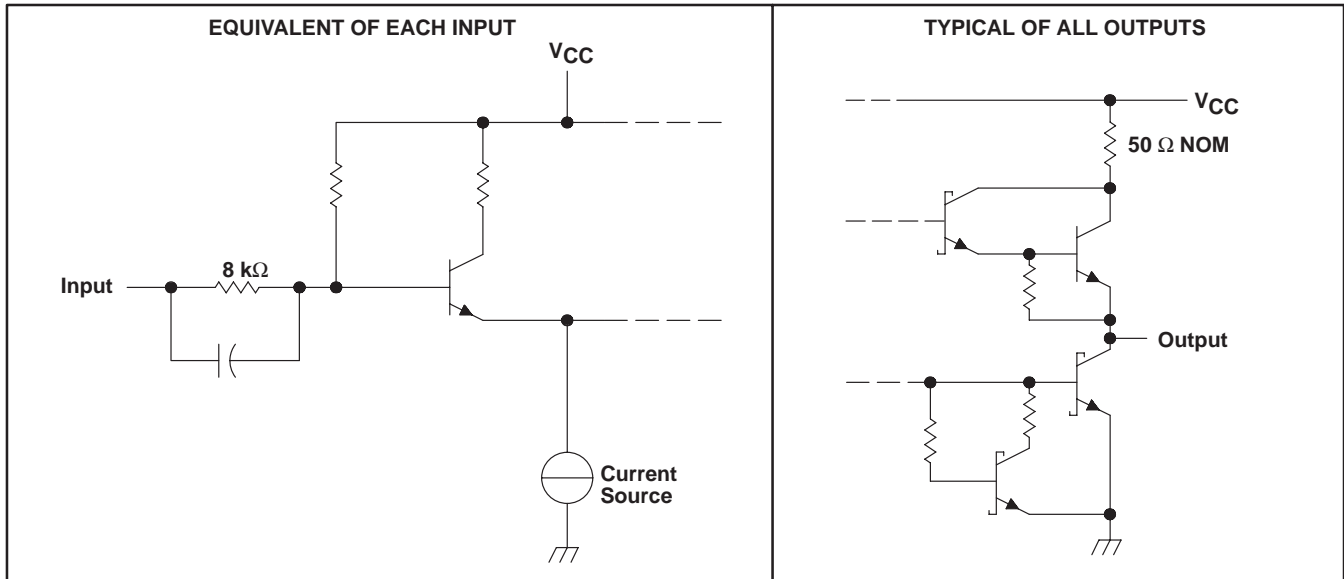 EQUIVALENT OF EACH INPUT
VCC
8 kΩ
Input
Current
Source
TYPICAL OF ALL OUTPUTS
VCC
50 Ω NOM
Output